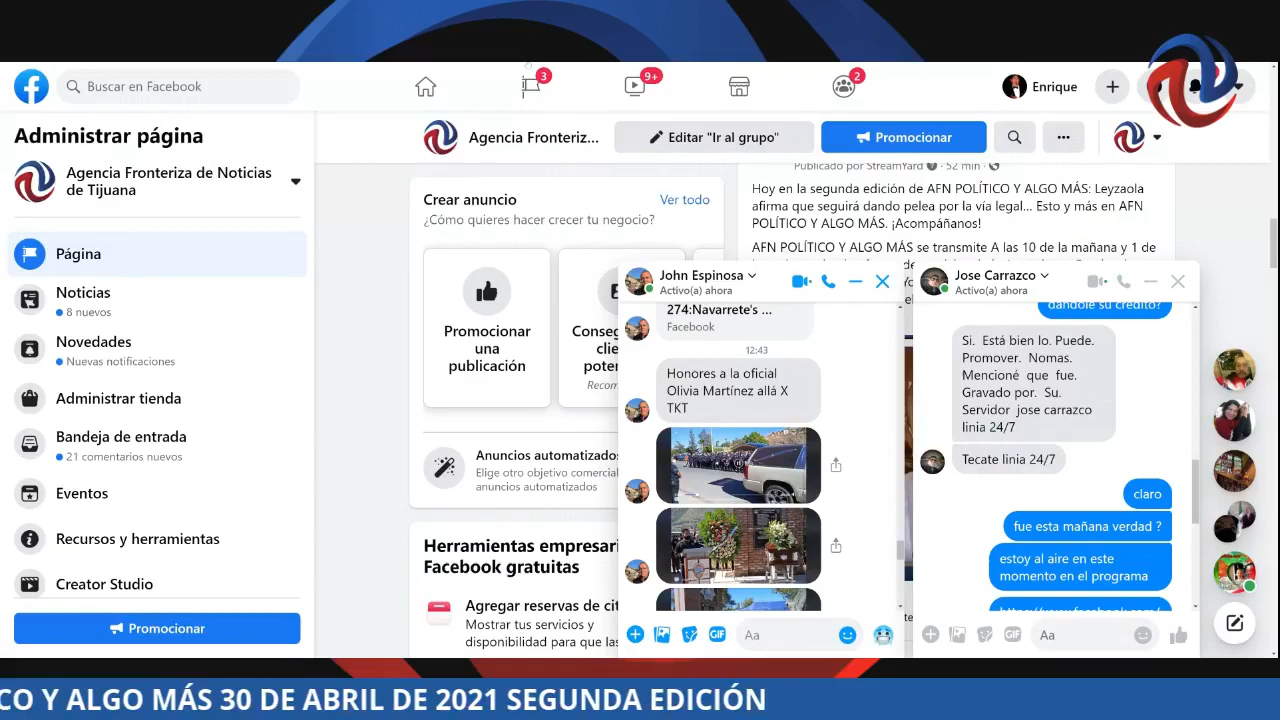 Buscar en Facebook
3
9+
2
Enrique
Administrar página
Agencia Fronteriza de Noticias
de Tijuana
Página
Noticias
8 nuevos
Novedades
Nuevas notificaciones
Administrar tienda
Bandeja de entrada
21 comentarios nuevos
Eventos
Recursos y herramientas
Creator Studio
Promocionar
Agencia Fronteriz...
Editar "Ir al grupo"
Promocionar
Crear anuncio
Ver todo
¿Cómo quieres hacer crecer tu negocio?
Promocionar
una
publicación
Anuncios automatizados
Elige otro objetivo comercial
anuncios automatizados
Herramientas empresari
Facebook gratuitas
Agregar reservas de cit
Mostrar tus servicios y
disponibilidad para que las
Publicado por StreamYard · 52 min ·
Hoy en la segunda edición de AFN POLÍTICO Y ALGO MÁS: Leyzaola
afirma que seguirá dando pelea por la vía legal... Esto y más en AFN
POLÍTICO Y ALGO MÁS. ¡Acompáñanos!
AFN POLÍTICO Y ALGO MÁS se transmite A las 10 de la mañana y 1 de
John Espinosa
Activo(a) ahora
274:Navarrete's ...
Facebook
12:43
Honores a la oficial
Olivia Martínez allá X
TKT
Aa
GIF
Jose Carrazco
Activo(a) ahora
dandole su credito?
Si. Está bien lo. Puede.
Promover. Nomas.
Mencioné que fue.
Gravado por. Su.
Servidor jose carrazco
linia 24/7
Tecate linia 24/7
claro
fue esta mañana verdad ?
estoy al aire en este
momento en el programa
https://www.facebook.com/
GIF
Aa
CO Y ALGO MÁS 30 DE ABRIL DE 2021 SEGUNDA EDICIÓN